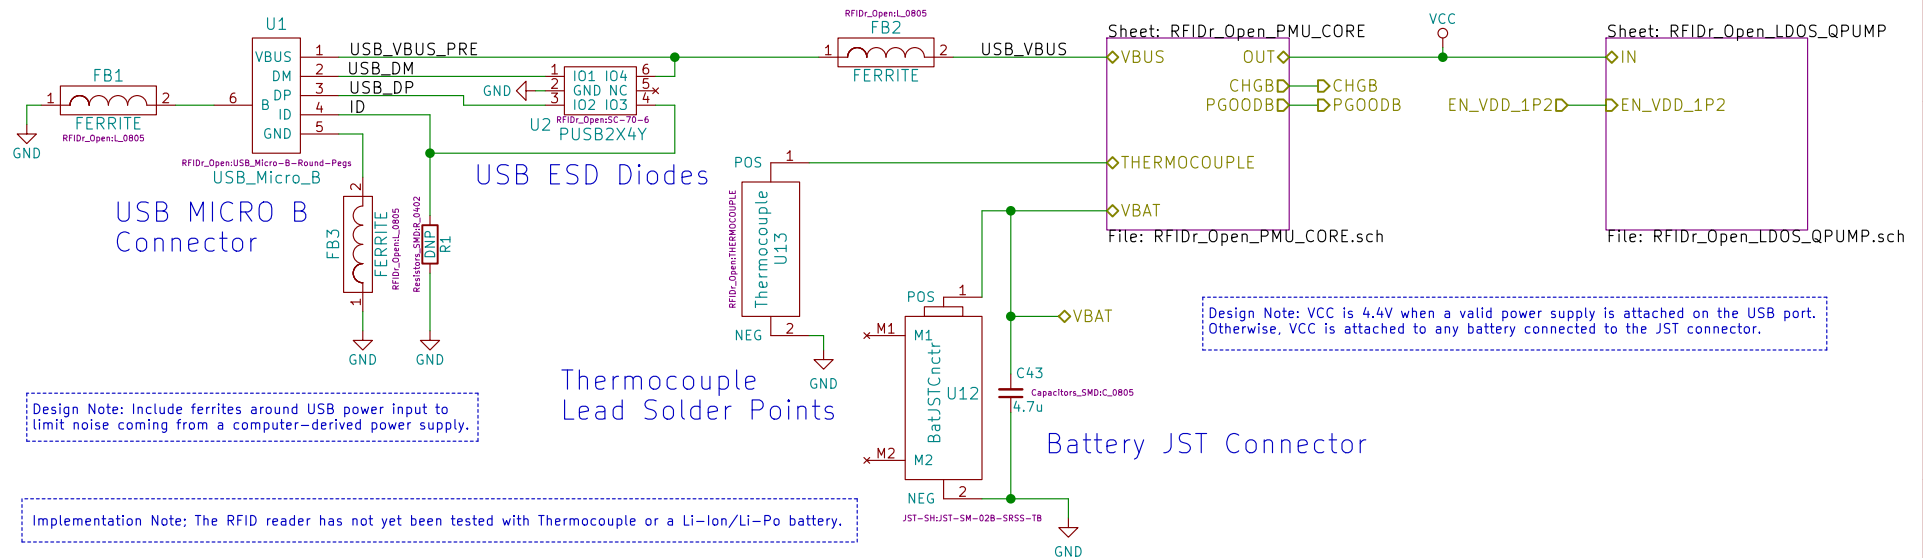 U1
VBUS
DM
DP
B
ID
GND
1
2
3
4
5
6
USB_VBUS_PRE
USB_DM
USB_DP
ID
RFIDr_Open:USB_Micro-B-Round-Pegs
USB_Micro_B
FB1
1
2
FERRITE
RFIDr_Open:L_0805
GND
USB MICRO B
Connector
FB3
FERRITE
RFIDr_Open:L_0805
2
1
GND
Resistors_SMD:R_0402
DNP
R1
GND
GND
1
2
3
IO1 IO4
GND NC
IO2 IO3
6
5
4
RFIDr_Open:SC-70-6
U2
PUSB2X4Y
USB ESD Diodes
RFIDr_Open:L_0805
FB2
1
2
FERRITE
USB_VBUS
Sheet: RFIDr_Open_PMU_CORE
VBUS
OUT
CHGB
CHGB
PGOODB
PGOODB
THERMOCOUPLE
VBAT
File: RFIDr_Open_PMU_CORE.sch
VCC
Sheet: RFIDr_Open_LDOS_QPUMP
IN
EN_VDD_1P2
EN_VDD_1P2
File: RFIDr_Open_LDOS_QPUMP.sch
POS
1
RFIDr_Open:THERMOCOUPLE
Thermocouple
U13
NEG
2
GND
Thermocouple
Lead Solder Points
POS
1
M1
M1
BatJSTCnctr
U12
M2
M2
NEG
2
JST-SH:JST-SM-02B-SRSS-TB
VBAT
C43
Capacitors_SMD:C_0805
4.7u
GND
Battery JST Connector
Design Note: VCC is 4.4V when a valid power supply is attached on the USB port.
Otherwise, VCC is attached to any battery connected to the JST connector.
Design Note: Include ferrites around USB power input to
limit noise coming from a computer-derived power supply.
Implementation Note; The RFID reader has not yet been tested with Thermocouple or a Li-Ion/Li-Po battery.